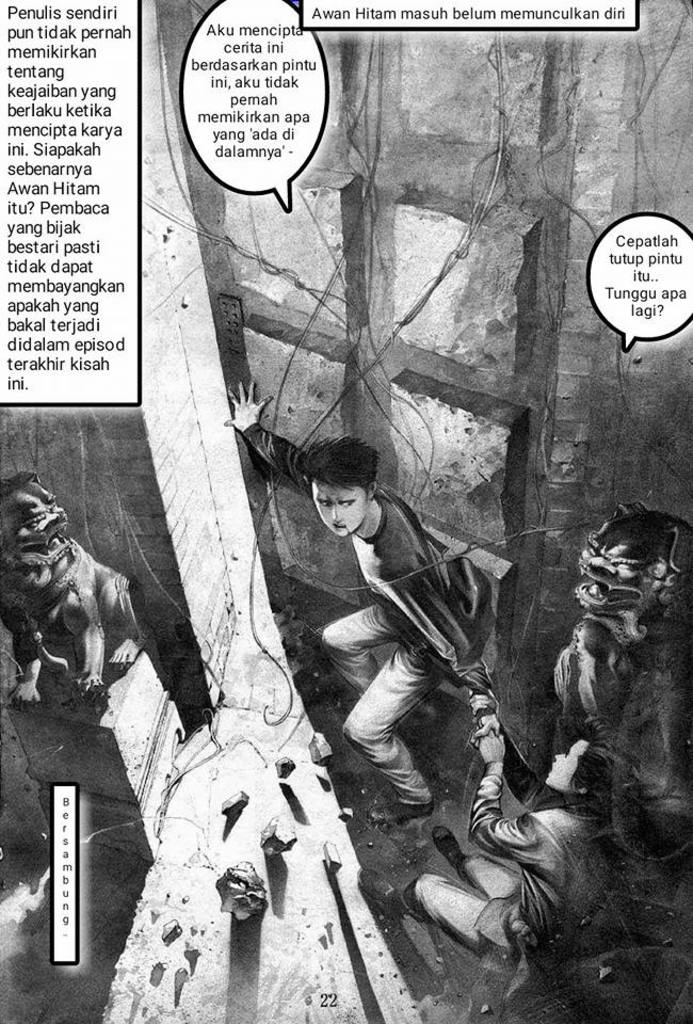 Penulis sendiri
pun tidak pernah
memikirkan
tentang
keajaiban yang
berlaku ketika
mencipta karya
ini. Siapakah
sebenarnya
Awan Hitam
itu? Pembaca
yang bijak
bestari pasti
tidak dapat
membayangkan
apakah yang
bakal terjadi
didalam episod
terakhir kisah
ini.
Awan Hitam masuh belum memunculkan diri
Aku mencipta
cerita ini
berdasarkan pintu
ini, aku tidak
pernah
memikirkan apa
yang 'ada di
dalamnya' -
Cepatlah
tutup pintu
itu..
Tunggu apa
lagi?
Bersambung..
22